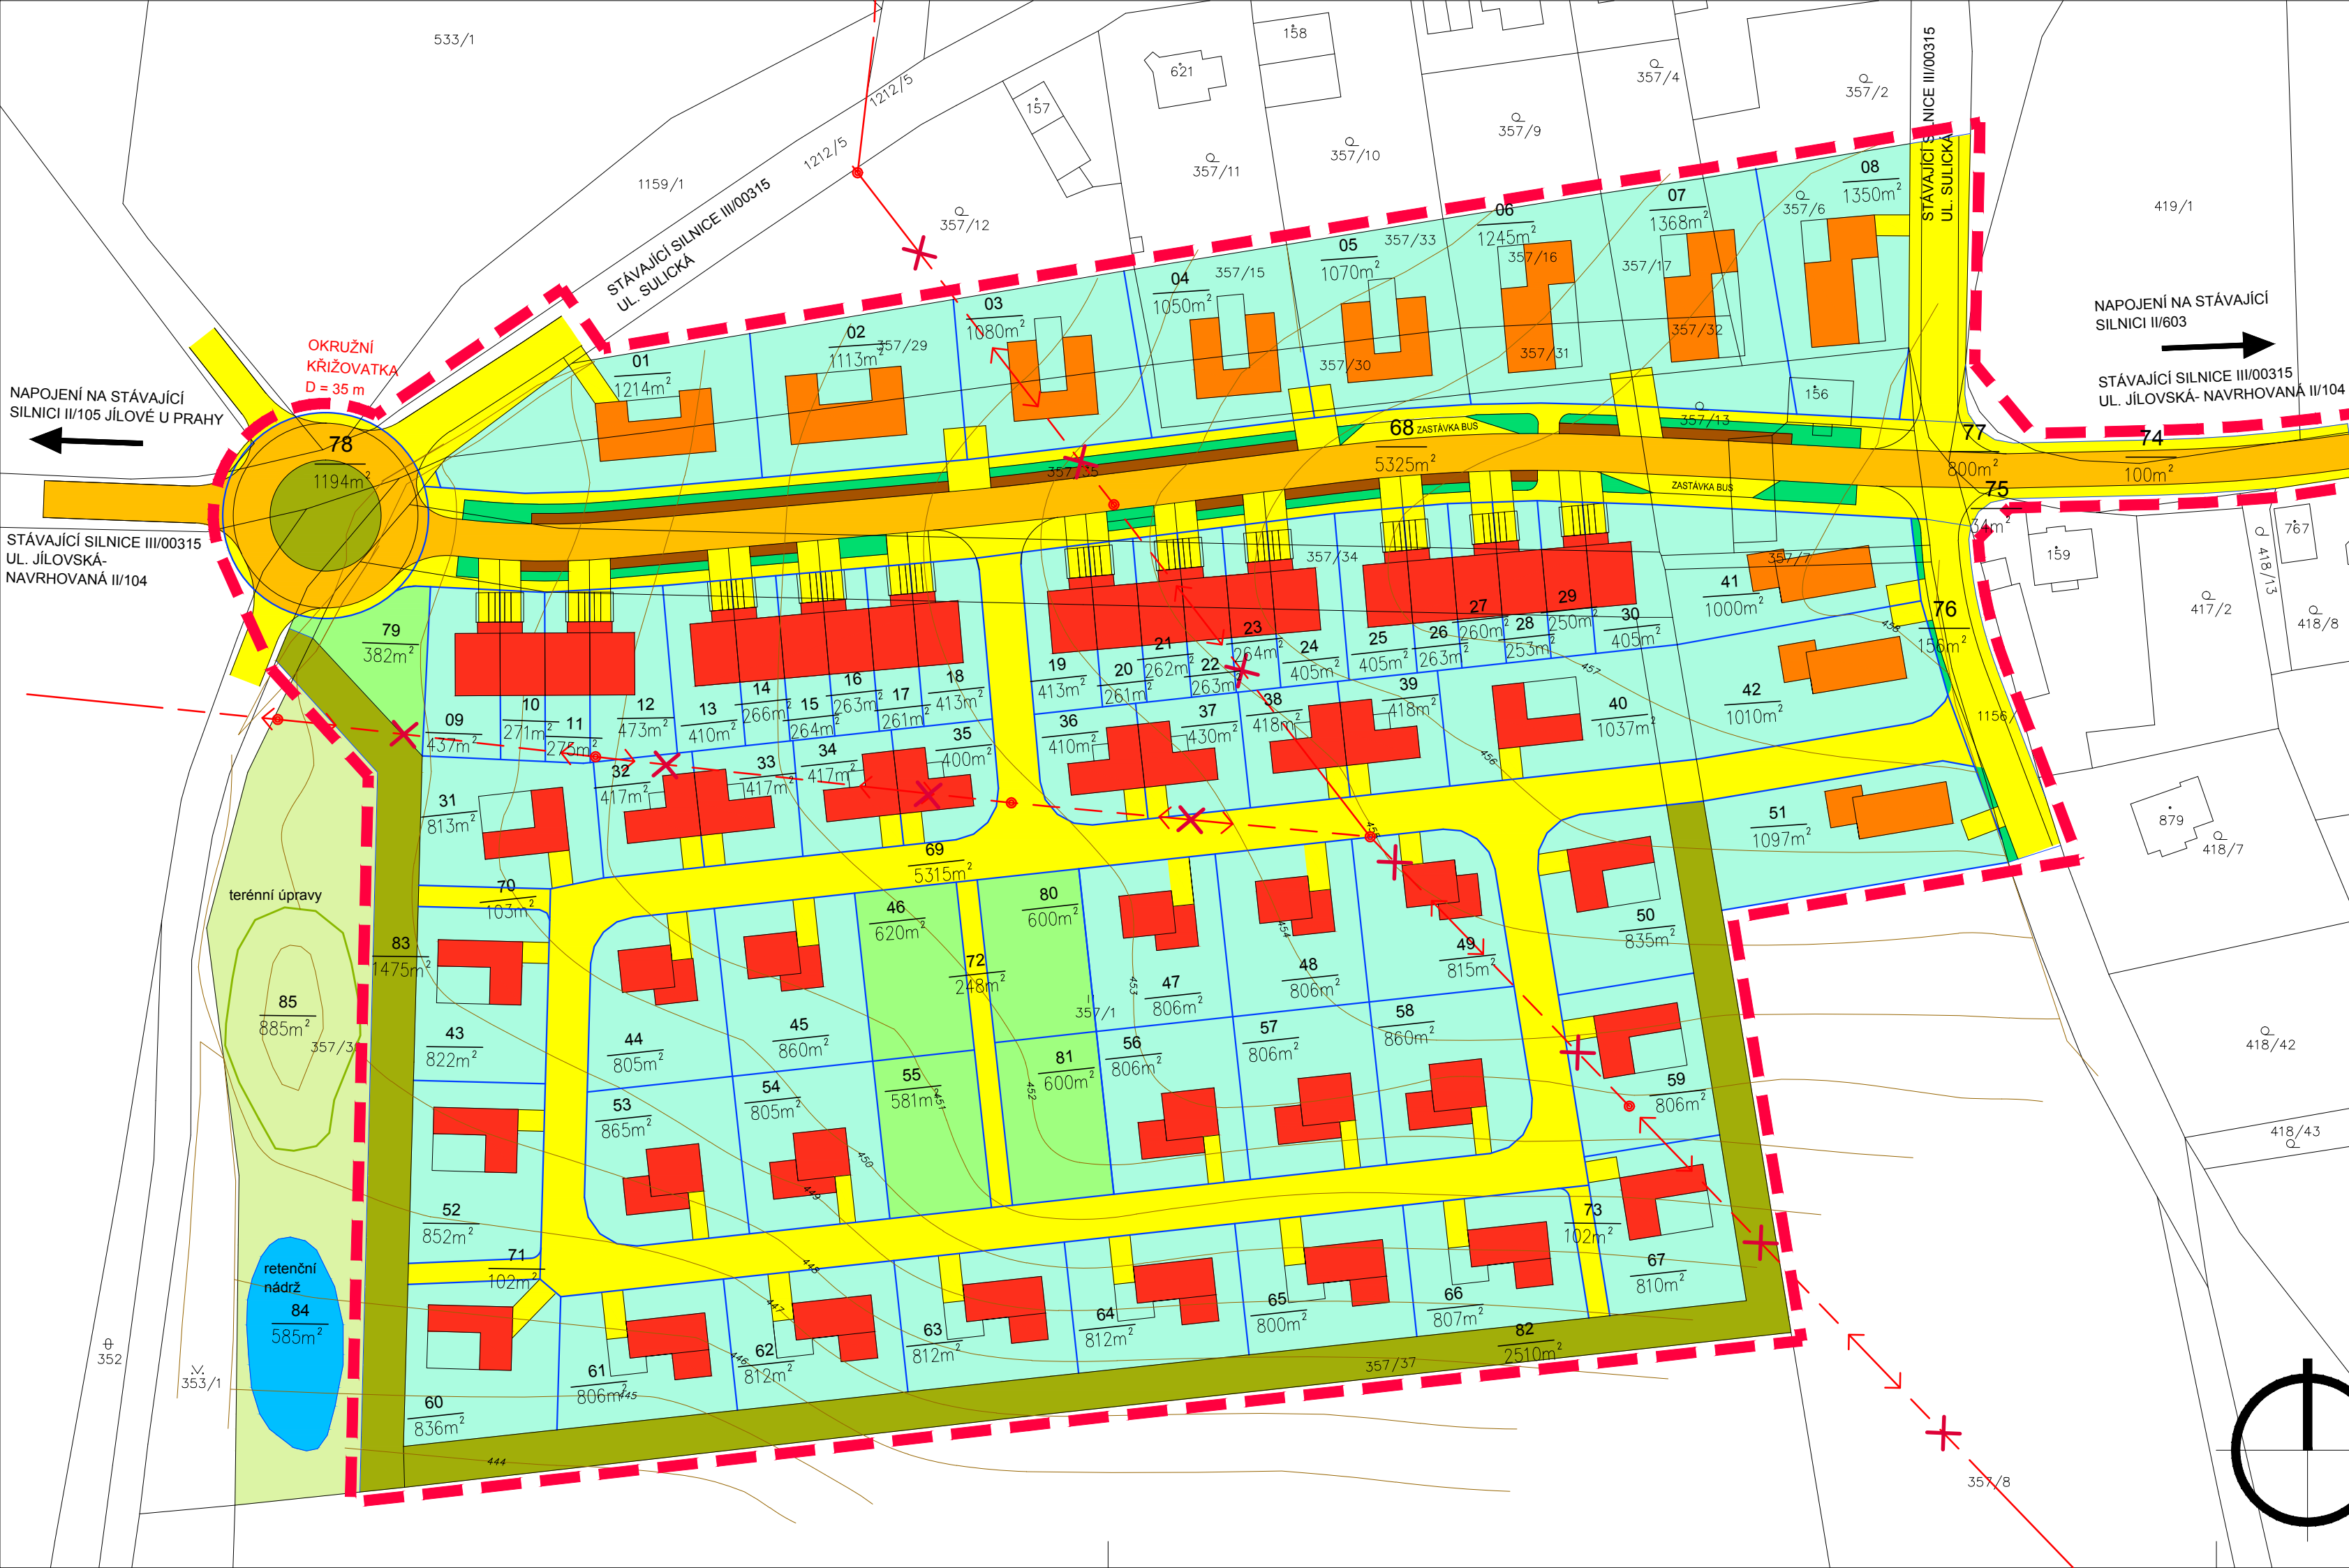 533/1
1212/5
1212/5
1159/1
157
621
158
357/4
357/2
357/9
357/10
357/11
357/12
419/1
STÁVAJÍCÍ SILNICE III/00315
UL. SULICKÁ
STÁVAJÍCÍ SILNICE III/00315
UL. SULICKÁ
08
1350m²
357/6
07
1368m²
06
1245m²
357/33
357/16
357/17
05
1070m²
357/15
04
1050m²
03
1080m²
357/32
357/31
357/30
02
1113m²
357/29
01
1214m²
OKRUŽNÍ
KŘIŽOVATKA
D = 35 m
NAPOJENÍ NA STÁVAJÍCÍ
SILNICI II/105 JÍLOVÉ U PRAHY
NAPOJENÍ NA STÁVAJÍCÍ
SILNICI II/603
STÁVAJÍCÍ SILNICE III/00315
UL. JÍLOVSKÁ- NAVRHOVANÁ II/104
156
357/13
78
1194m²
68
5325m²
ZASTÁVKA BUS
ZASTÁVKA BUS
357/35
77
800m²
74
100m²
75
34m²
STÁVAJÍCÍ SILNICE III/00315
UL. JÍLOVSKÁ-
NAVRHOVANÁ II/104
357/34
357/7
159
767
418/13
417/2
418/8
79
382m²
41
1000m²
76
156m²
458
457
09
437m²
10
271m²
11
275m²
12
473m²
13
410m²
14
266m²
15
264m²
16
263m²
17
261m²
18
413m²
19
413m²
20
261m²
21
262m²
22
263m²
23
264m²
24
405m²
25
405m²
26
263m²
27
260m²
28
253m²
29
250m²
30
405m²
31
813m²
32
417m²
33
417m²
34
417m²
35
400m²
36
410m²
37
430m²
38
418m²
39
418m²
40
1037m²
42
1010m²
1156/
456
455
51
1097m²
879
418/7
69
5315m²
70
103m²
terénní úpravy
83
1475m²
85
885m²
357/3
43
822m²
44
805m²
45
860m²
46
620m²
80
600m²
72
248m²
357/1
47
806m²
48
806m²
49
815m²
50
835m²
454
453
452
451
450
449
448
447
446
445
444
418/42
418/43
52
852m²
53
865m²
54
805m²
55
581m²
81
600m²
56
806m²
57
806m²
58
860m²
59
806m²
71
102m²
73
102m²
retenční
nádrž
84
585m²
60
836m²
61
806m²
62
812m²
63
812m²
64
812m²
65
800m²
66
807m²
67
810m²
82
2510m²
357/37
352
353/1
357/8